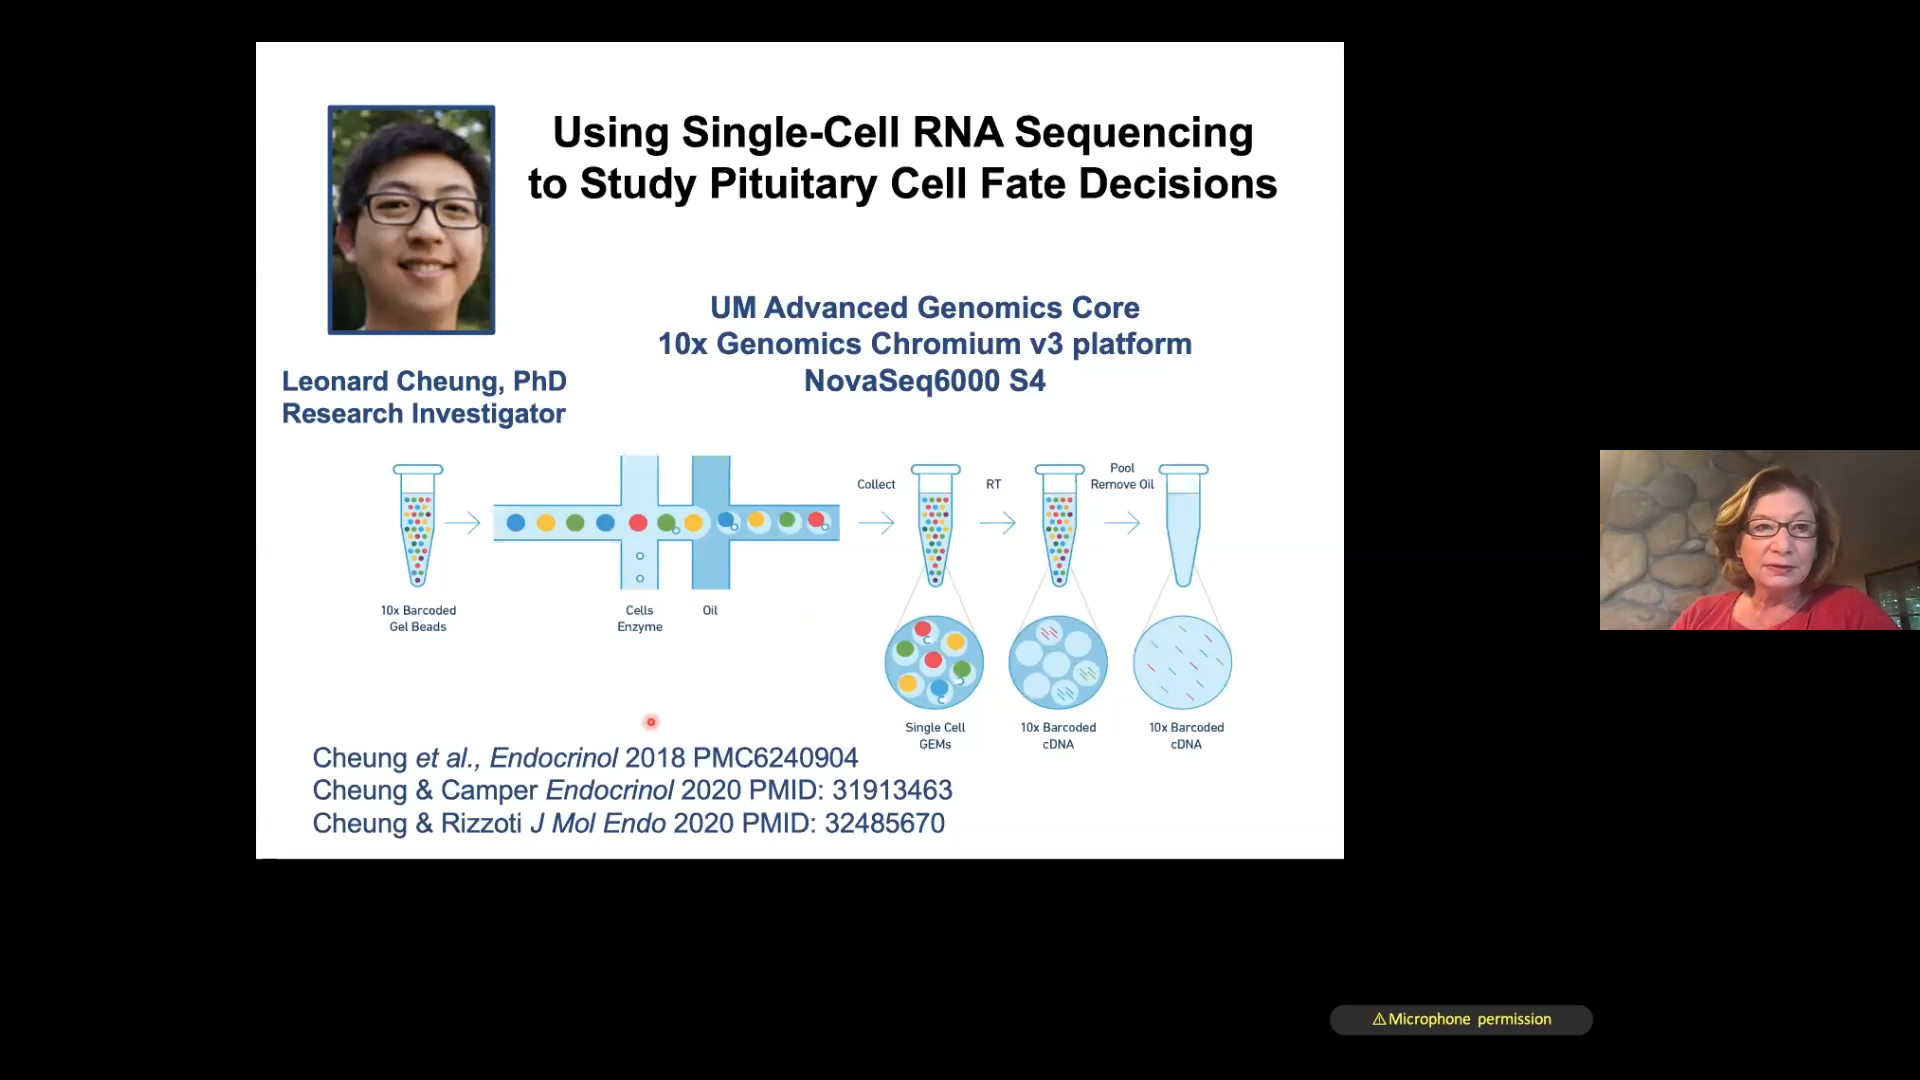 Using Single-Cell RNA Sequencing
to Study Pituitary Cell Fate Decisions
UM Advanced Genomics Core
10x Genomics Chromium v3 platform
NovaSeq6000 S4
Leonard Cheung, PhD
Research Investigator
10x Barcoded
Gel Beads
Cells
Enzyme
Oil
Collect
RT
Pool
Remove Oil
Single Cell
GEMs
10x Barcoded
cDNA
10x Barcoded
cDNA
Cheung et al., Endocrinol 2018 PMC6240904
Cheung & Camper Endocrinol 2020 PMID: 31913463
Cheung & Rizzoti J Mol Endo 2020 PMID: 32485670
⚠Microphone permission